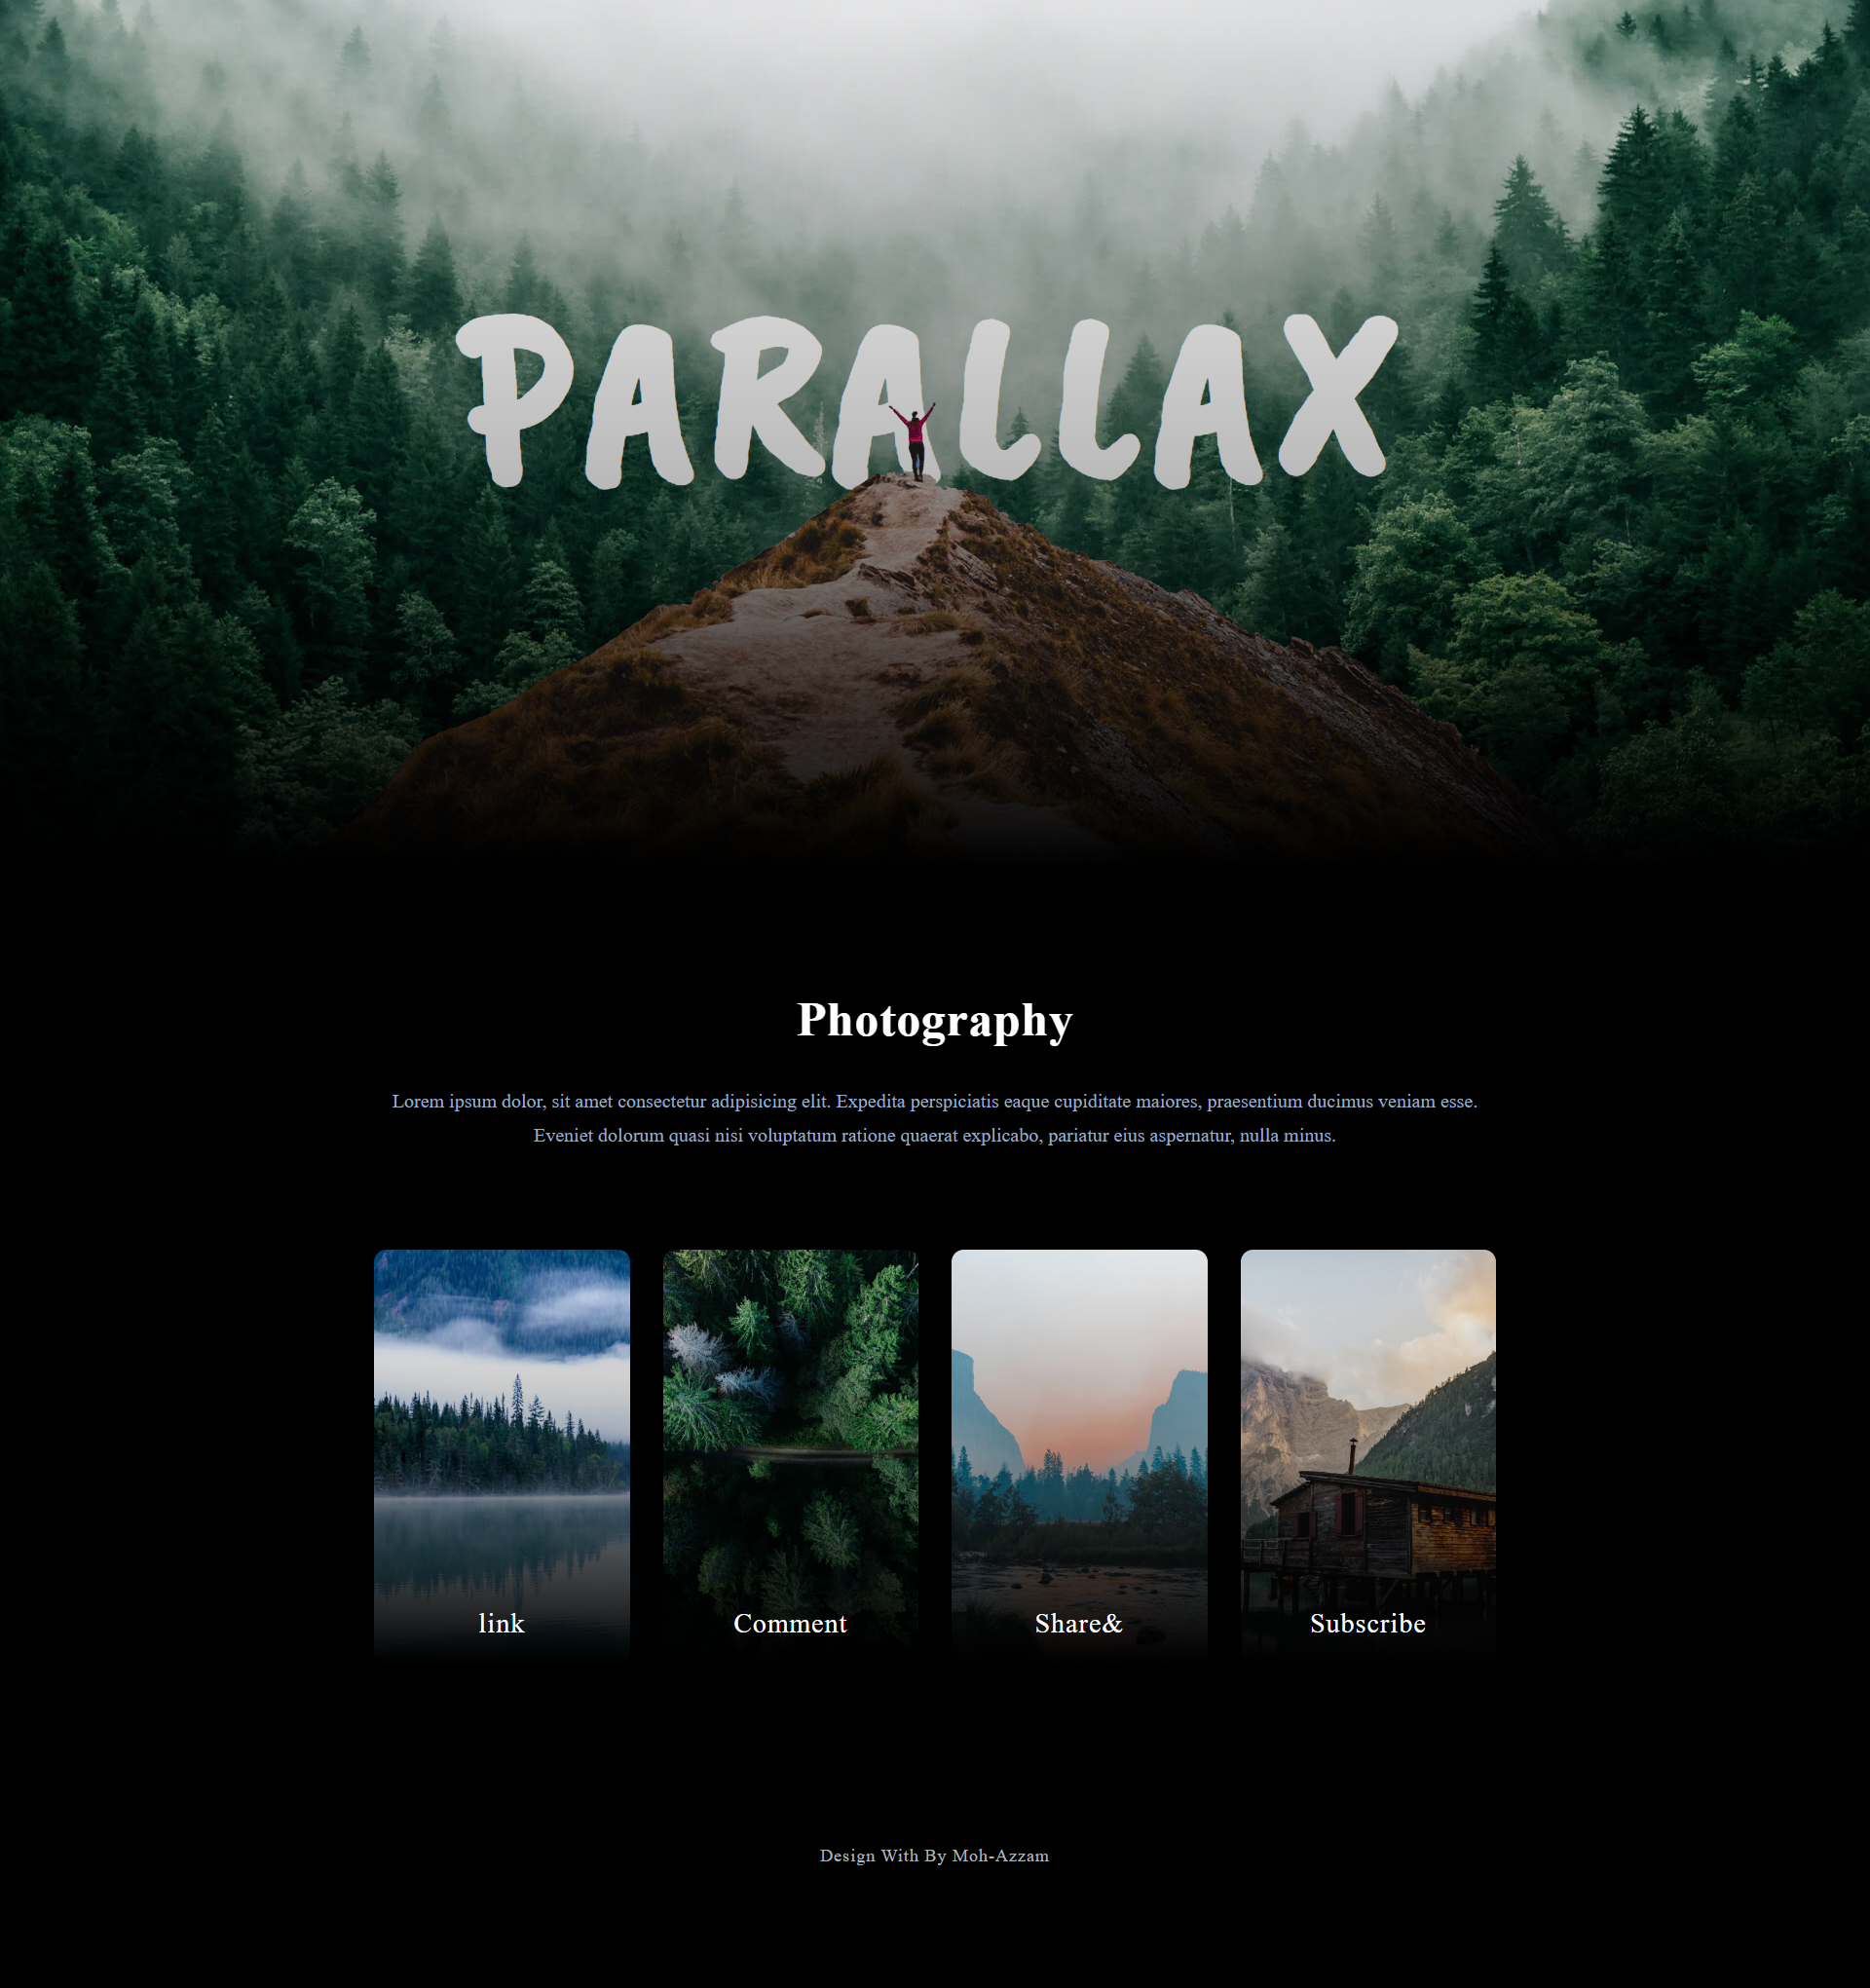 PARALLAX
Photography
Lorem ipsum dolor, sit amet consectetur adipisicing elit. Expedita perspiciatis eaque cupiditate maiores, praesentium ducimus veniam esse.
Eveniet dolorum quasi nisi voluptatum ratione quaerat explicabo, pariatur eius aspernatur, nulla minus.
link
Comment
Share&
Subscribe
Design With By Moh-Azzam